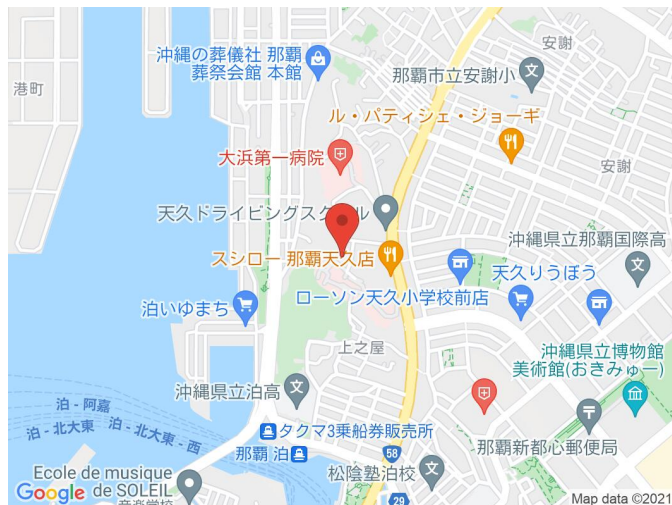 沖縄の葬儀社 那覇
葬祭会館 本館
安謝
港町
那覇市立安謝小
ル・パティシェ・ジョーギ
大浜第一病院
安謝
天久ドライビングスクール
沖縄県立那覇国際高
スシロー 那覇天久店
天久りうぼう
ローソン天久小学校前店
泊いゆまち
上之屋
沖縄県立博物館
美術館(おきみゅー)
沖縄県立泊高
泊 - 阿嘉
泊 - 北大東
泊 - 北大東 - 西
タクマ3乗船券販売所
那覇 泊
58
那覇新都心郵便局
松陰塾泊校
Ecole de musique
de SOLEIL
音楽学校
29
Google
Map data ©2021